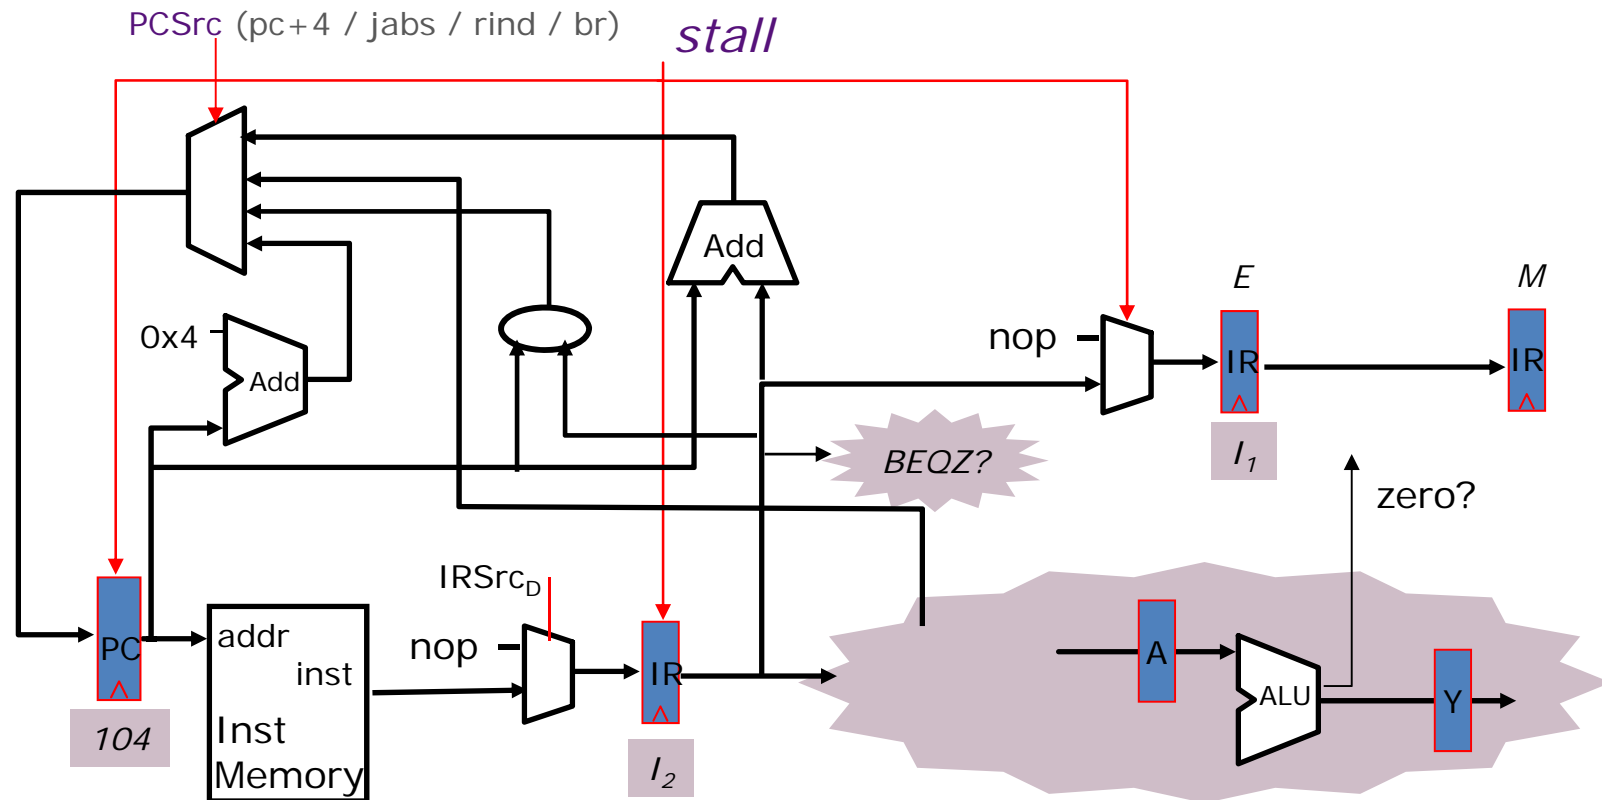 PCSrc (pc+4 / jabs / rind / br)
stall
Add
E
M
0x4
Add
nop
IR
IR
BEQZ?
I1
zero?
IRSrcD
addr
nop
PC
inst
IR
A
ALU
Y
104
Inst
Memory
I2